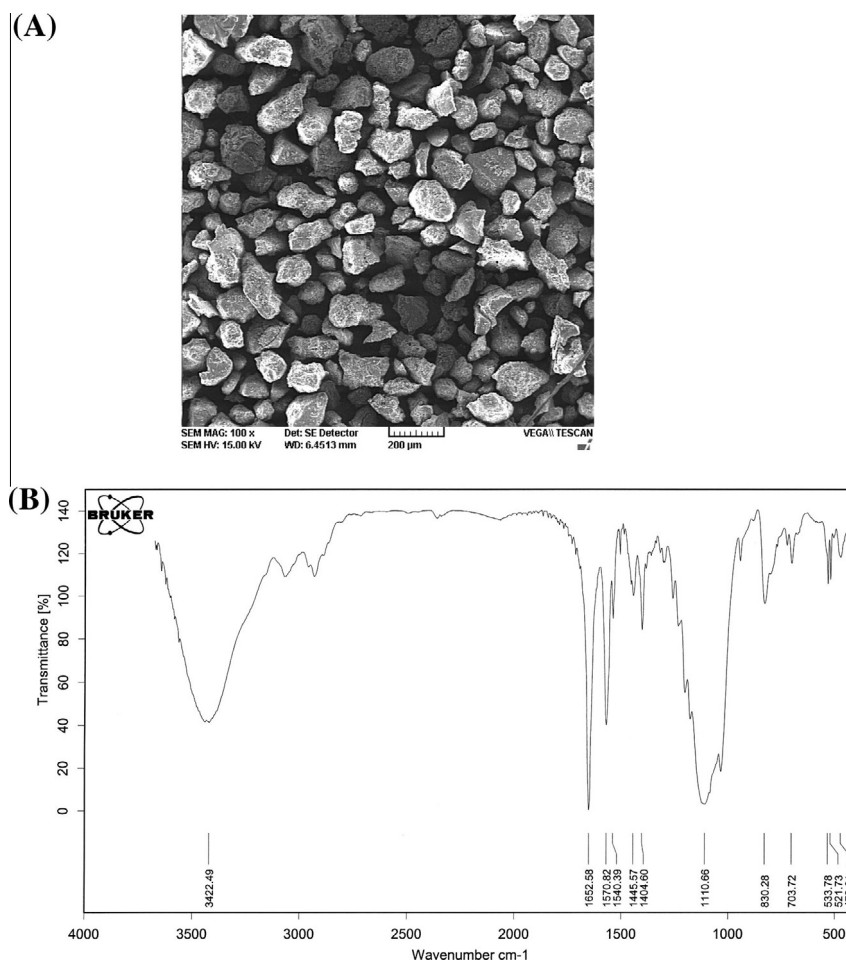 (A)
SEM MAG: 100 x Det: SE Detector VEGA\\ TESCAN
SEM HV: 15.00 kV WD: 6.4513 mm 200 µm
(B)
BRUKER
Transmittance [%]
140
120
100
80
60
40
20
0
3422.49
1652.58
1570.82
1540.39
1445.57
1404.60
1110.66
830.28
703.72
533.78
521.73
4000 3500 3000 2500 2000 1500 1000 500
Wavenumber cm-1